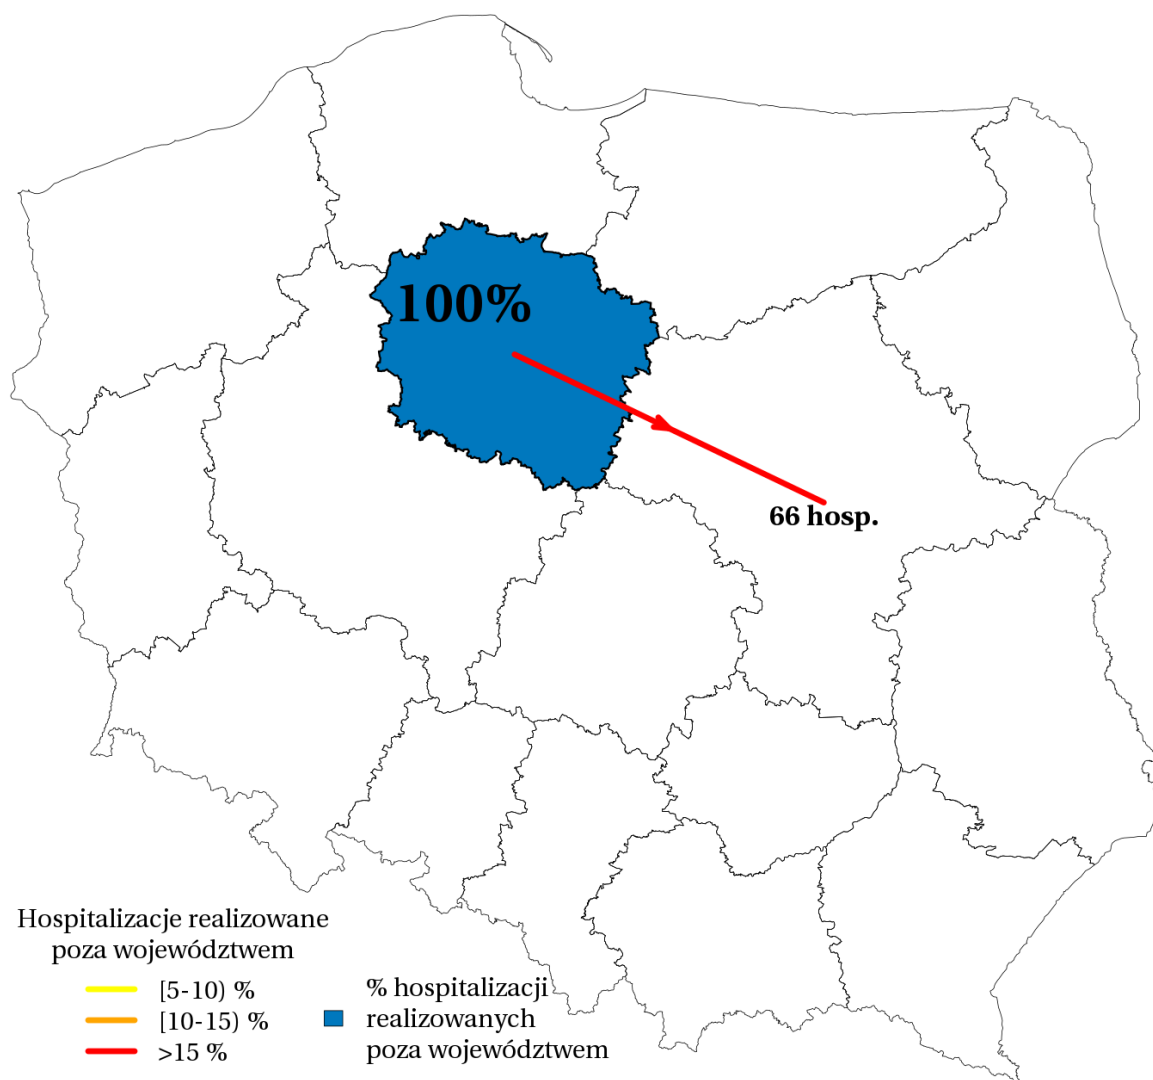 100%
66 hosp.
Hospitalizacje realizowane
poza województwem
[5-10) %
[10-15) %
>15 %
% hospitalizacji
realizowanych
poza województwem